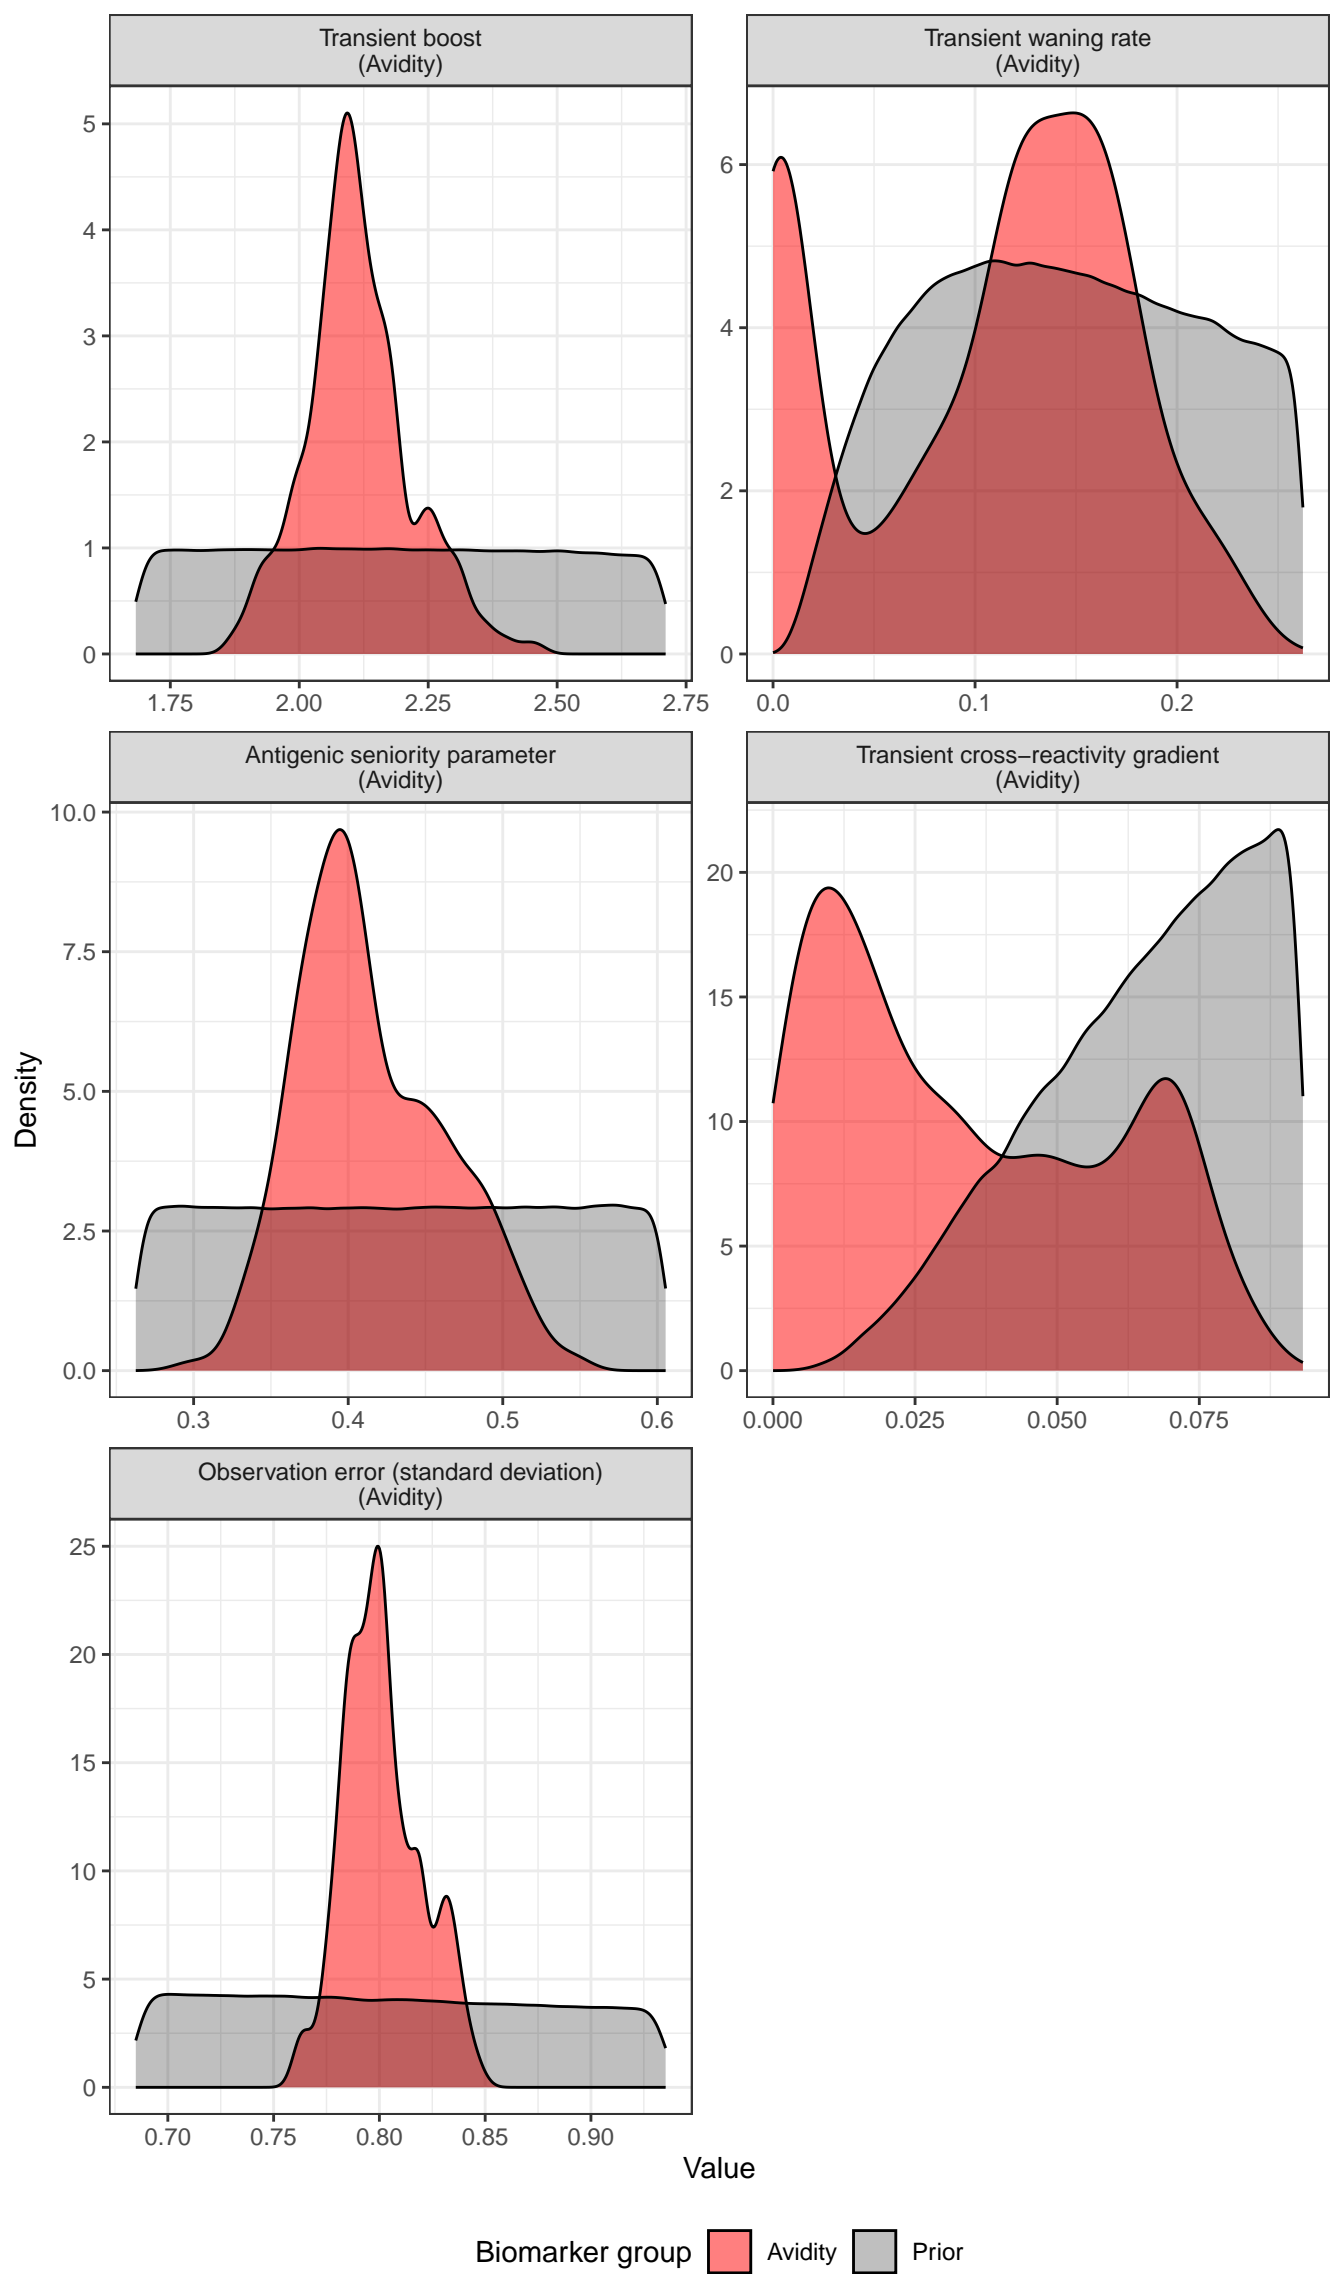 Transient boost
(Avidity)
Transient waning rate
(Avidity)
5
4
3
2
1
0
6
4
2
0
1.75 2.00 2.25 2.50 2.75
0.0 0.1 0.2
Antigenic seniority parameter
(Avidity)
Transient cross−reactivity gradient
(Avidity)
10.0
7.5
5.0
2.5
0.0
20
15
10
5
0
0.3 0.4 0.5 0.6
0.000 0.025 0.050 0.075
Density
Observation error (standard deviation)
(Avidity)
25
20
15
10
5
0
0.70 0.75 0.80 0.85 0.90
Value
Biomarker group Avidity Prior